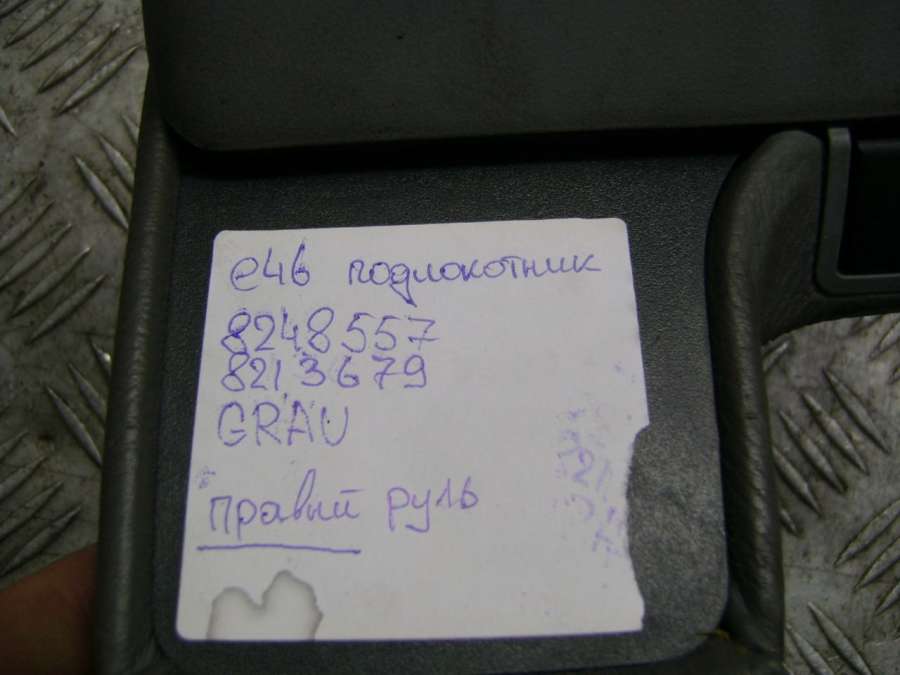 e46 подлокотник
8248557
8213679
GRAU
правый руль